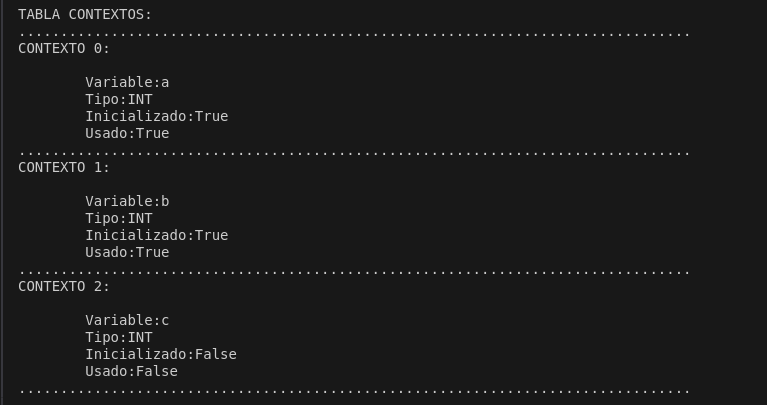 TABLA CONTEXTOS:
................................................................................
CONTEXTO 0:
Variable:a
Tipo:INT
Inicializado:True
Usado:True
................................................................................
CONTEXTO 1:
Variable:b
Tipo:INT
Inicializado:True
Usado:True
................................................................................
CONTEXTO 2:
Variable:c
Tipo:INT
Inicializado:False
Usado:False
................................................................................